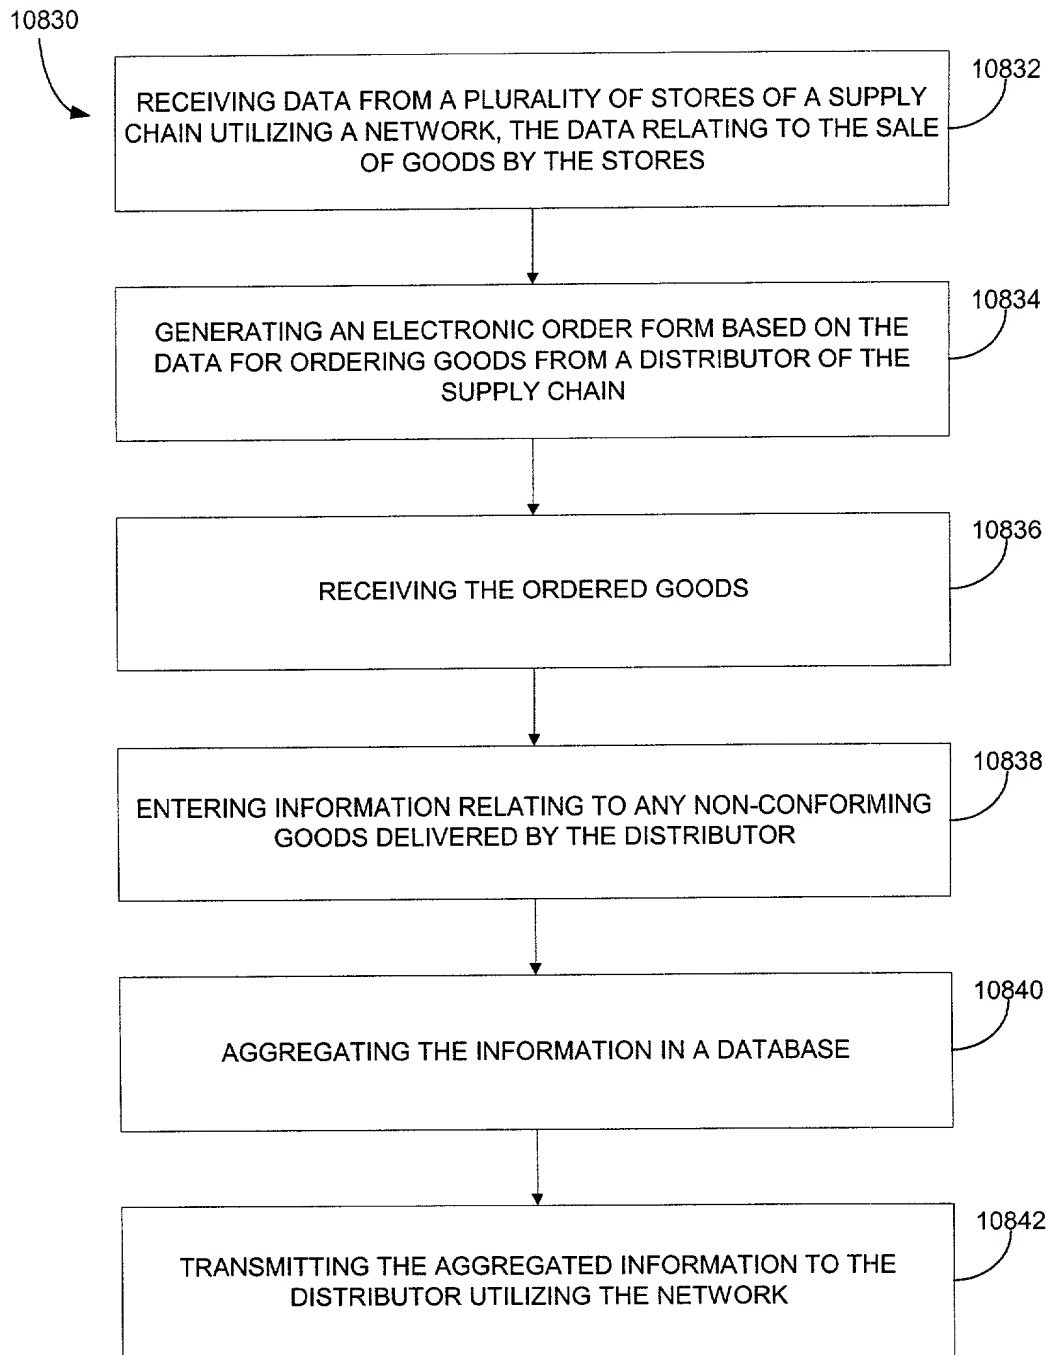 10830
10832
RECEIVING DATA FROM A PLURALITY OF STORES OF A SUPPLY
CHAIN UTILIZING A NETWORK, THE DATA RELATING TO THE SALE
OF GOODS BY THE STORES
10834
GENERATING AN ELECTRONIC ORDER FORM BASED ON THE
DATA FOR ORDERING GOODS FROM A DISTRIBUTOR OF THE
SUPPLY CHAIN
10836
RECEIVING THE ORDERED GOODS
10838
ENTERING INFORMATION RELATING TO ANY NON-CONFORMING
GOODS DELIVERED BY THE DISTRIBUTOR
10840
AGGREGATING THE INFORMATION IN A DATABASE
10842
TRANSMITTING THE AGGREGATED INFORMATION TO THE
DISTRIBUTOR UTILIZING THE NETWORK